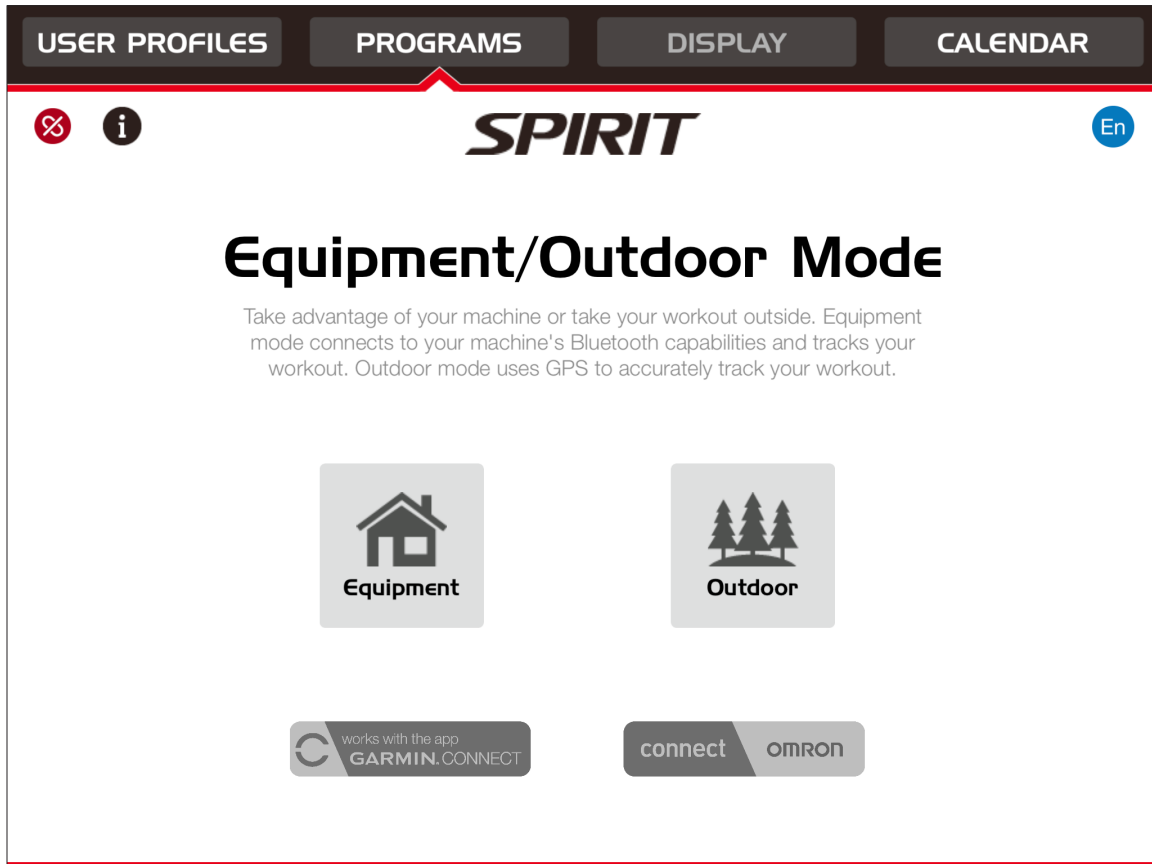 USER PROFILES PROGRAMS DISPLAY CALENDAR
i SPIRIT En
Equipment/Outdoor Mode
Take advantage of your machine or take your workout outside. Equipment
mode connects to your machine's Bluetooth capabilities and tracks your
workout. Outdoor mode uses GPS to accurately track your workout.
Equipment Outdoor
works with the app
GARMIN. CONNECT
connect OMRON